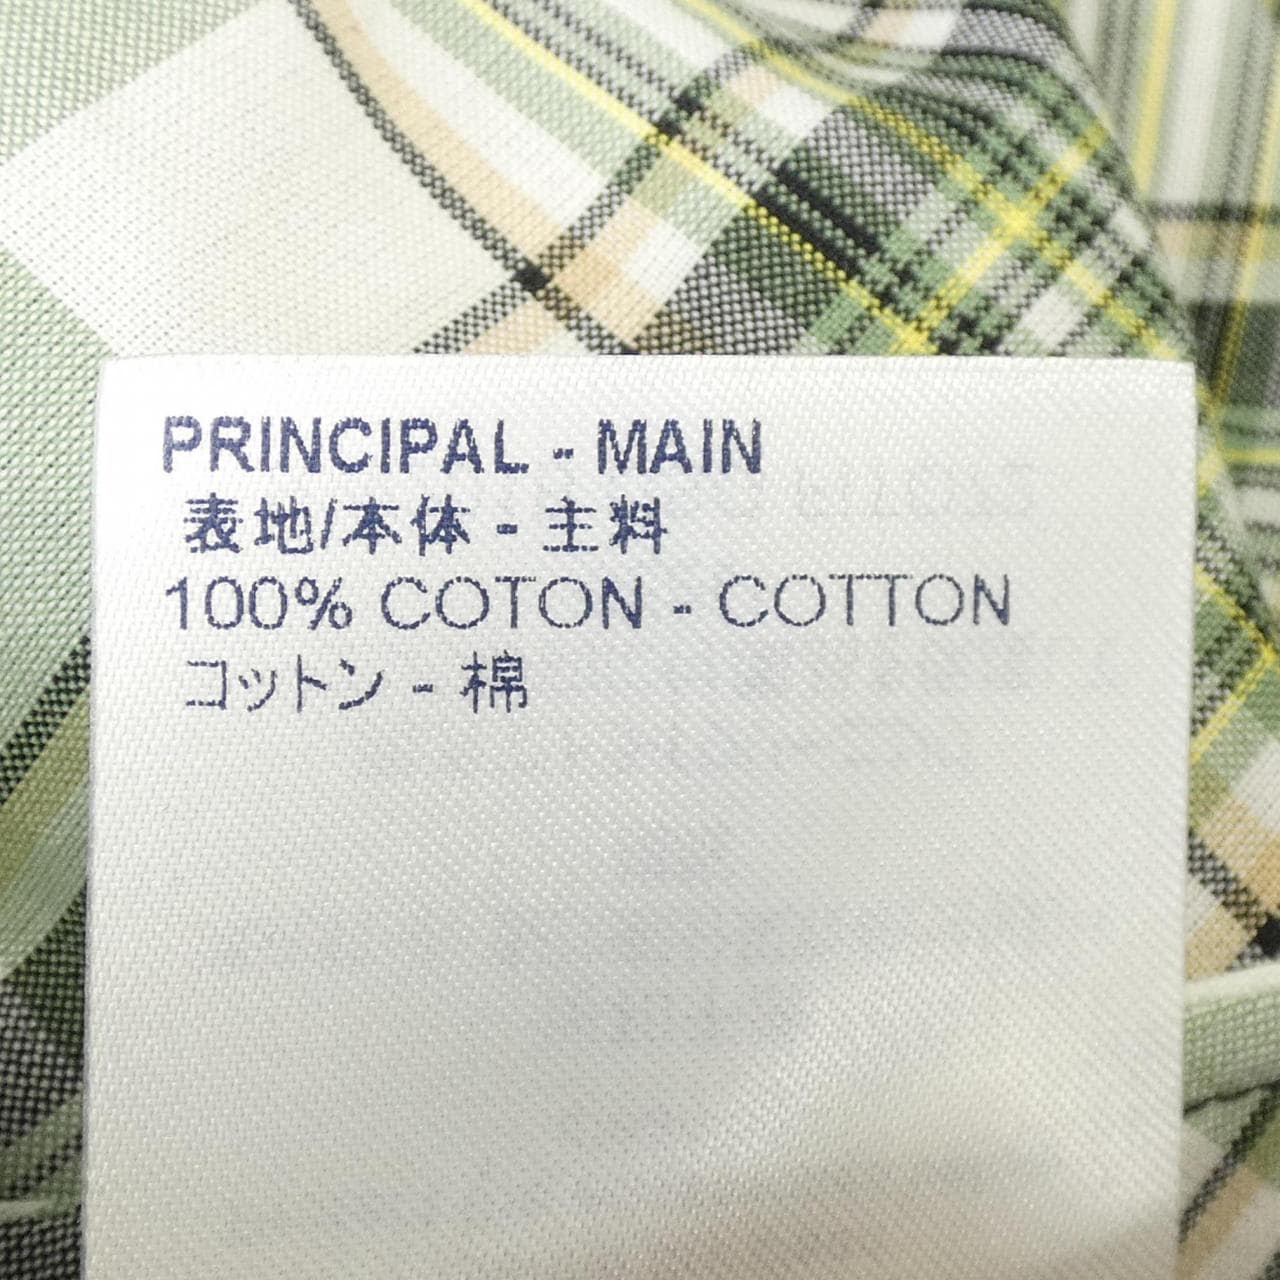 PRINCIPAL - MAIN
表地/本体 - 主料
100% COTON - COTTON
コットン - 棉